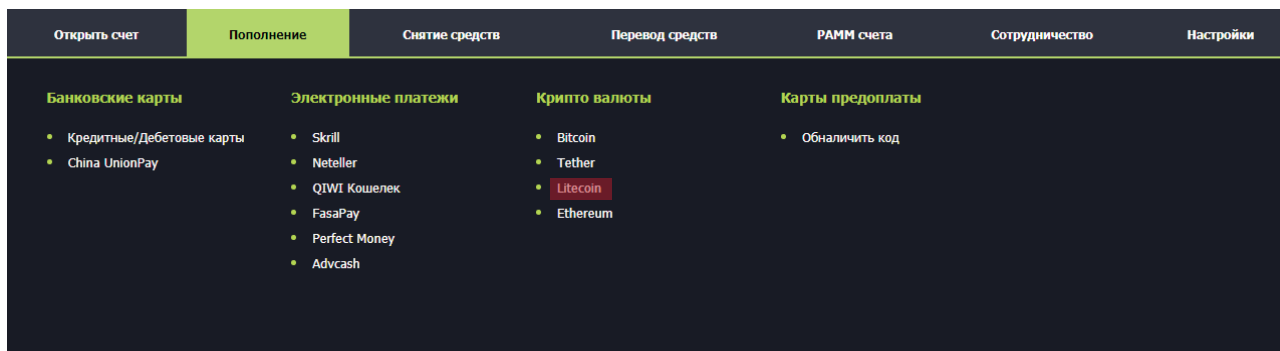 Открыть счет
Пополнение
Снятие средств
Перевод средств
PAMM счета
Сотрудничество
Настройки
Банковские карты
Кредитные/Дебетовые карты
China UnionPay
Электронные платежи
Skrill
Neteller
QIWI Кошелек
FasaPay
Perfect Money
Advcash
Крипто валюты
Bitcoin
Tether
Litecoin
Ethereum
Карты предоплаты
Обналичить код